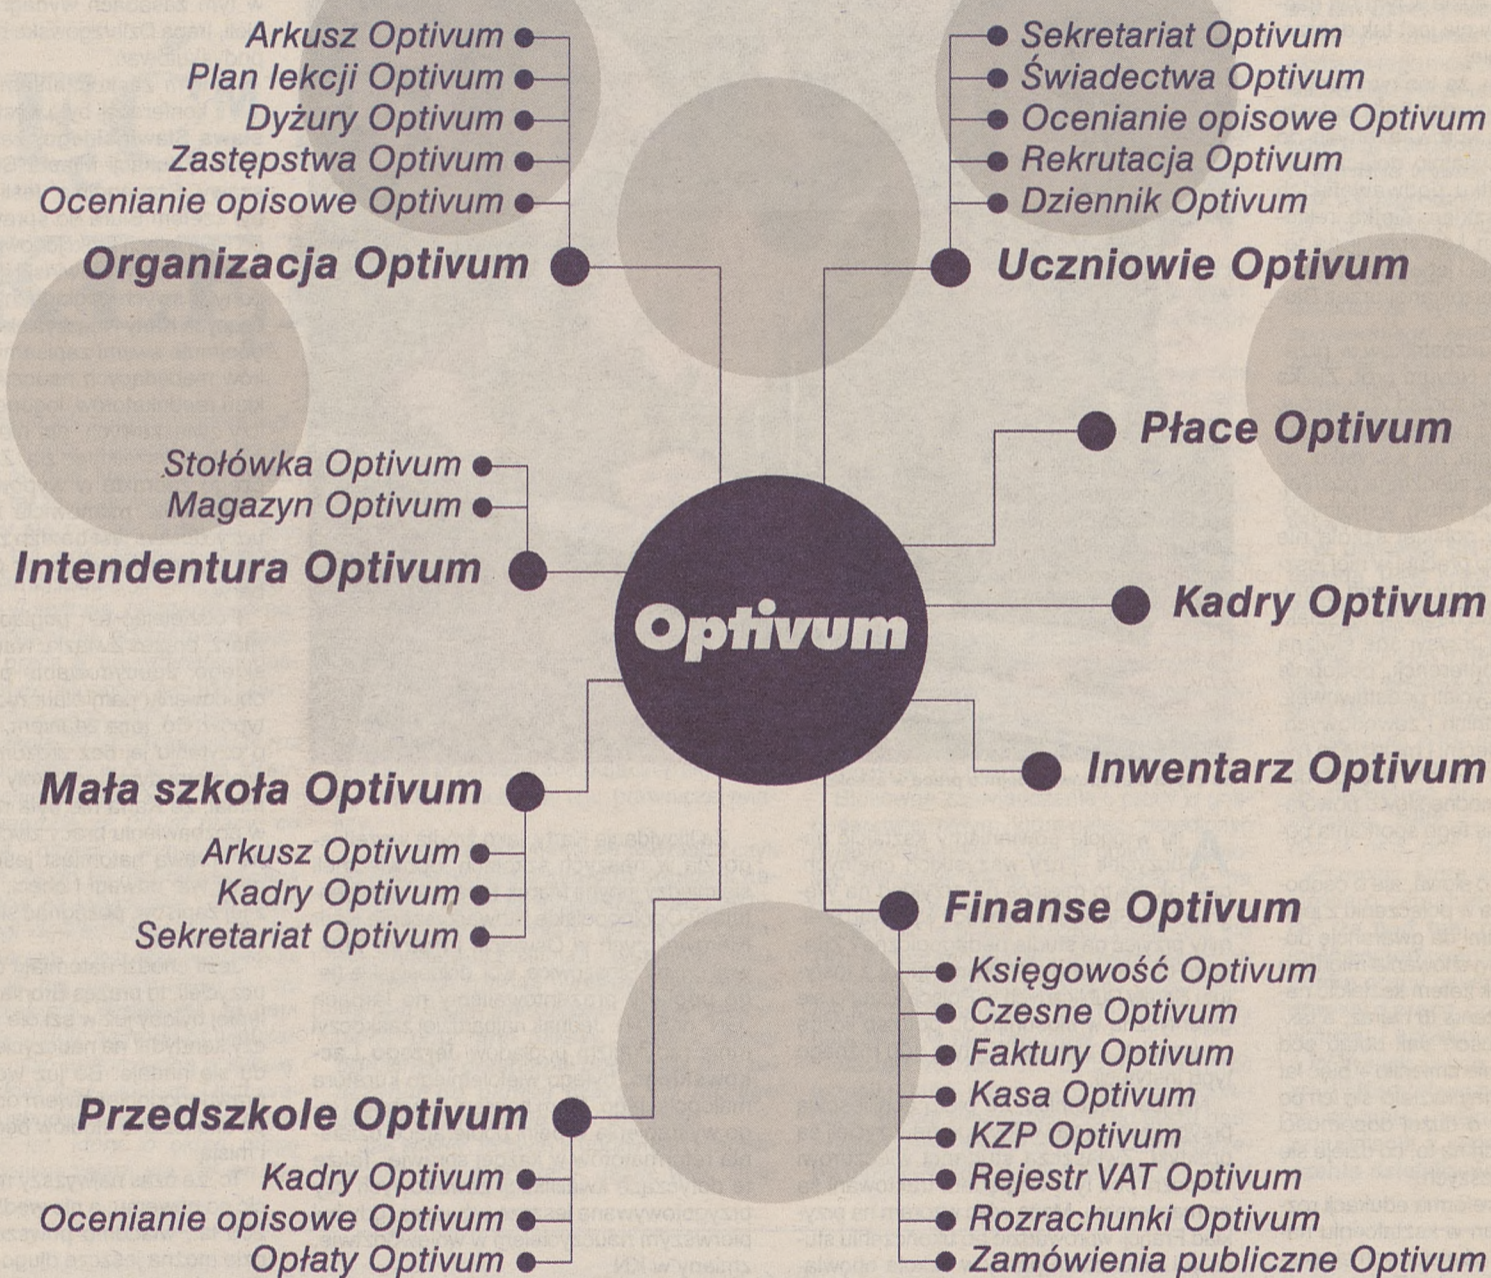 Arkusz Optivum
Plan lekcji Optivum
Dyżury Optivum
Zastępstwa Optivum
Ocenianie opisowe Optivum
Organizacja Optivum
Sekretariat Optivum
Świadectwa Optivum
Ocenianie opisowe Optivum
Rekrutacja Optivum
Dziennik Optivum
Uczniowie Optivum
Stołówka Optivum
Magazyn Optivum
Intendentura Optivum
Płace Optivum
Kadry Optivum
Optivum
Inwentarz Optivum
Mała szkoła Optivum
Arkusz Optivum
Kadry Optivum
Sekretariat Optivum
Finanse Optivum
Księgowość Optivum
Czesne Optivum
Faktury Optivum
Kasa Optivum
KZP Optivum
Rejestr VAT Optivum
Rozrachunki Optivum
Zamówienia publiczne Optivum
Przedszkole Optivum
Kadry Optivum
Ocenianie opisowe Optivum
Opłaty Optivum